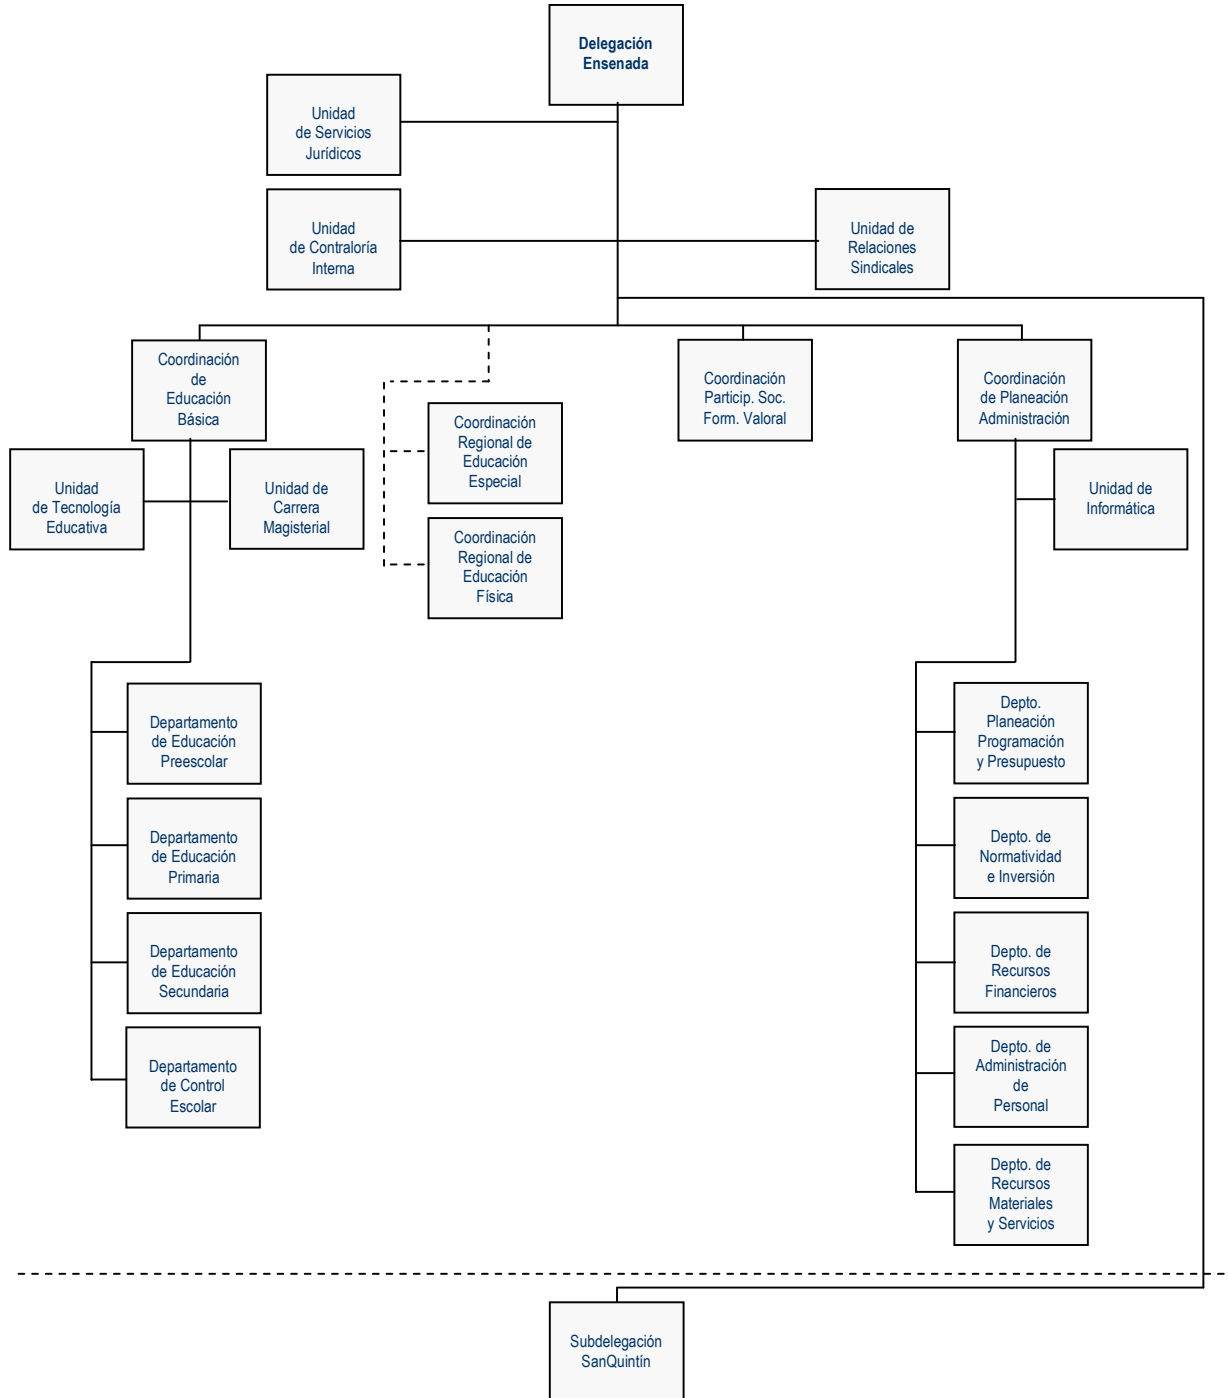 Delegación
Ensenada
Unidad
de Servicios
Jurídicos
Unidad
de Contraloría
Interna
Unidad de
Relaciones
Sindicales
Coordinación
de
Educación
Básica
Coordinación
Particip. Soc.
Form. Valoral
Coordinación
de Planeación
Administración
Coordinación
Regional de
Educación
Especial
Unidad
de Tecnología
Educativa
Unidad de
Carrera
Magisterial
Unidad de
Informática
Coordinación
Regional de
Educación
Física
Departamento
de Educación
Preescolar
Departamento
de Educación
Primaria
Departamento
de Educación
Secundaria
Departamento
de Control
Escolar
Depto.
Planeación
Programación
y Presupuesto
Depto. de
Normatividad
e Inversión
Depto. de
Recursos
Financieros
Depto. de
Administración
de
Personal
Depto. de
Recursos
Materiales
y Servicios
Subdelegación
SanQuintín